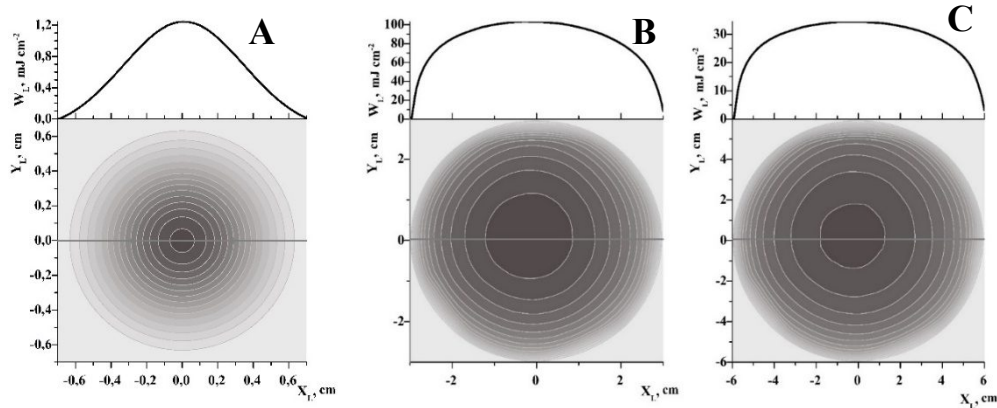 A
W_L, mJ cm⁻²
1,2
0,8
0,4
0,0
Y_L, cm
0,6
0,4
0,2
0,0
-0,2
-0,4
-0,6
-0,6 -0,4 -0,2 0,0 0,2 0,4 0,6
X_L, cm
B
W_L, mJ cm⁻²
100
80
60
40
20
0
Y_L, cm
2
0
-2
-2 0 2
X_L, cm
C
W_L, mJ cm⁻²
30
20
10
0
Y_L, cm
4
2
0
-2
-4
-6
-6 -4 -2 0 2 4 6
X_L, cm